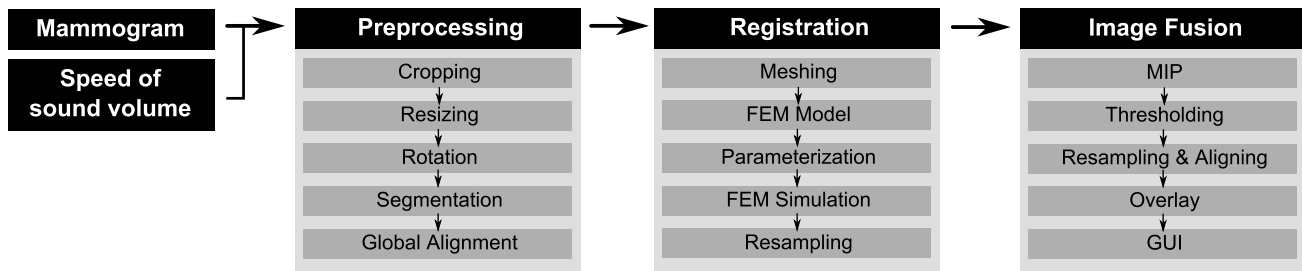 Mammogram
Speed of
sound volume
Preprocessing
Cropping
Resizing
Rotation
Segmentation
Global Alignment
Registration
Meshing
FEM Model
Parameterization
FEM Simulation
Resampling
Image Fusion
MIP
Thresholding
Resampling & Aligning
Overlay
GUI